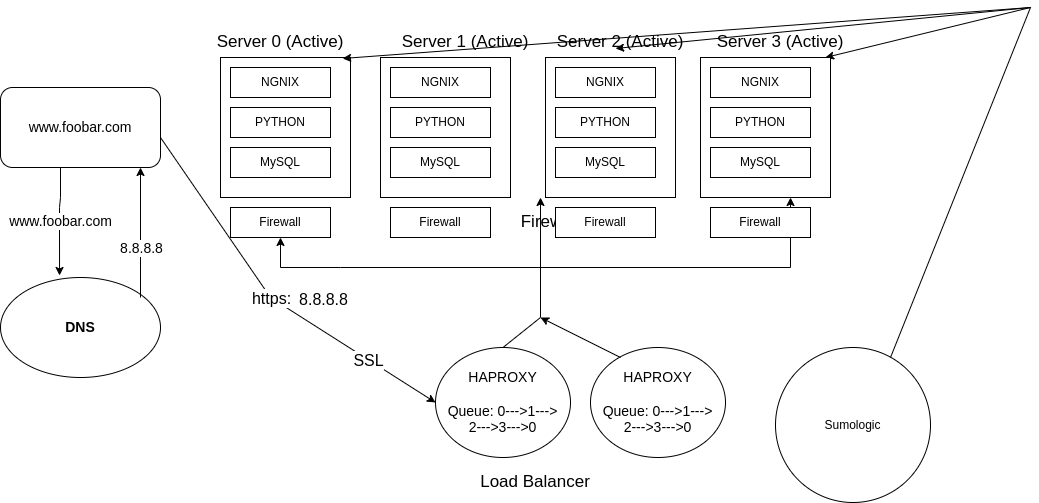 Server 0 (Active)
Server 1 (Active)
Server 2 (Active)
Server 3 (Active)
NGNIX
NGNIX
NGNIX
NGNIX
www.foobar.com
PYTHON
PYTHON
PYTHON
PYTHON
MySQL
MySQL
MySQL
MySQL
www.foobar.com
Firewall
Firewall
Firew
Firewall
Firewall
8.8.8.8
https: 8.8.8.8
DNS
SSL
HAPROXY
Queue: 0--->1--->
2--->3--->0
HAPROXY
Queue: 0--->1--->
2--->3--->0
Sumologic
Load Balancer